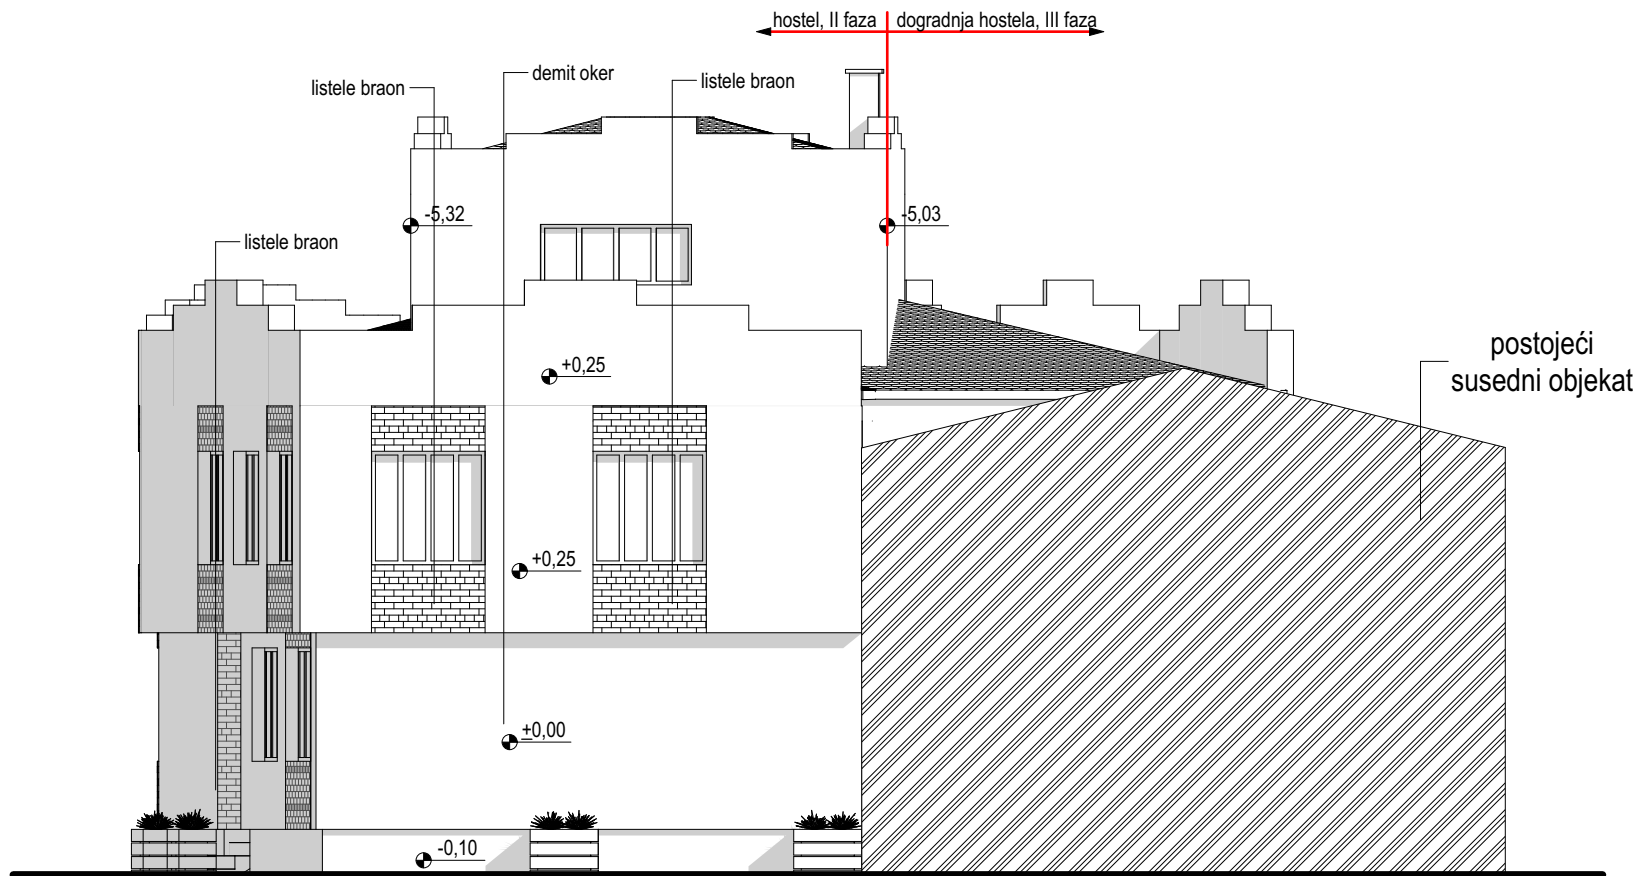 hostel, II faza
dogradnja hostela, III faza
demit oker
listele braon
listele braon
-5,32
-5,03
listele braon
postojeći
susedni objekat
+0,25
+0,25
±0,00
-0,10